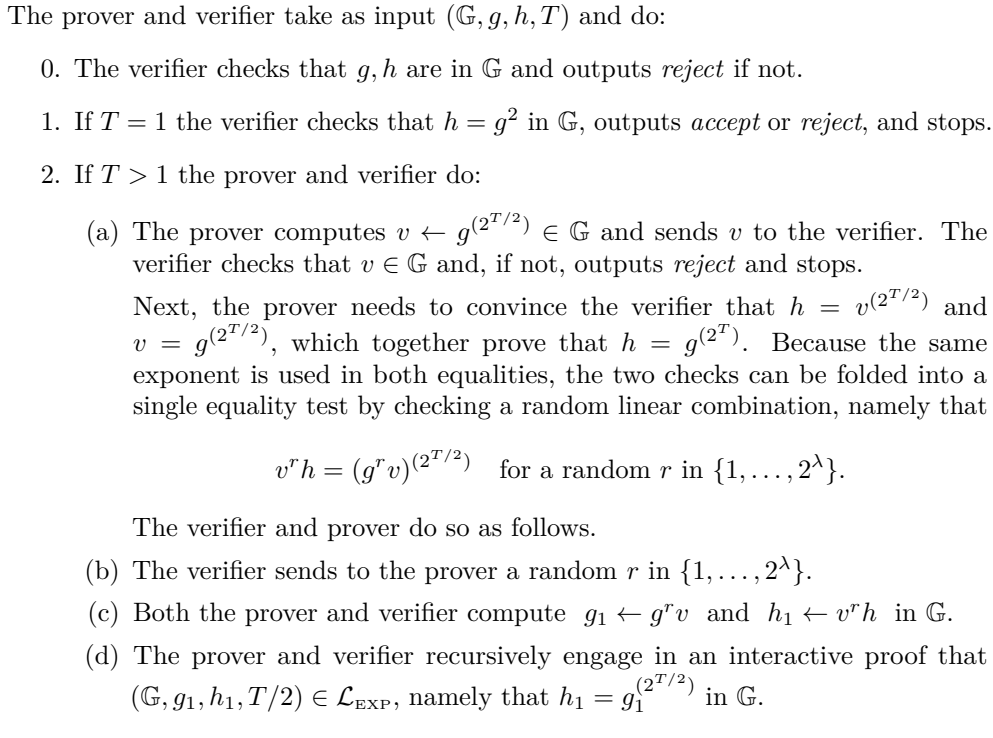 The prover and verifier take as input (𝔾, g, h, T) and do:
0. The verifier checks that g, h are in 𝔾 and outputs reject if not.
1. If T = 1 the verifier checks that h = g² in 𝔾, outputs accept or reject, and stops.
2. If T > 1 the prover and verifier do:
(a) The prover computes v ← g^(2^{T/2}) ∈ 𝔾 and sends v to the verifier. The
verifier checks that v ∈ 𝔾 and, if not, outputs reject and stops.
Next, the prover needs to convince the verifier that h = v^(2^{T/2}) and
v = g^(2^{T/2}), which together prove that h = g^(2^T). Because the same
exponent is used in both equalities, the two checks can be folded into a
single equality test by checking a random linear combination, namely that
v^r h = (g^r v)^(2^{T/2}) for a random r in {1, . . . , 2^λ}.
The verifier and prover do so as follows.
(b) The verifier sends to the prover a random r in {1, . . . , 2^λ}.
(c) Both the prover and verifier compute g₁ ← g^r v and h₁ ← v^r h in 𝔾.
(d) The prover and verifier recursively engage in an interactive proof that
(𝔾, g₁, h₁, T/2) ∈ ℒ_EXP, namely that h₁ = g₁^(2^{T/2}) in 𝔾.